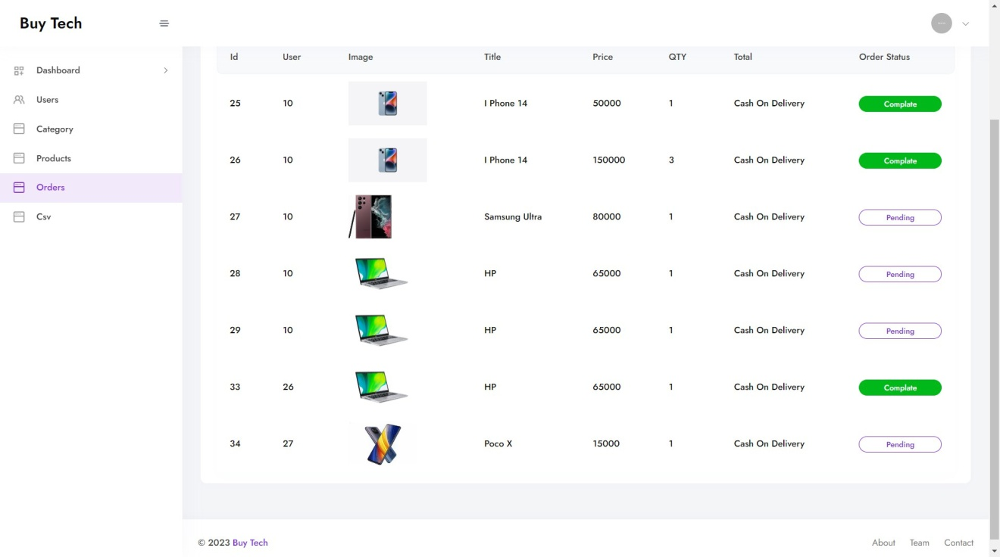 Buy Tech
Dashboard
Users
Category
Products
Orders
Csv
Id User Image Title Price QTY Total Order Status
25 10 I Phone 14 50000 1 Cash On Delivery Complate
26 10 I Phone 14 150000 3 Cash On Delivery Complate
27 10 Samsung Ultra 80000 1 Cash On Delivery Pending
28 10 HP 65000 1 Cash On Delivery Pending
29 10 HP 65000 1 Cash On Delivery Pending
33 26 HP 65000 1 Cash On Delivery Complate
34 27 Poco X 15000 1 Cash On Delivery Pending
© 2023 Buy Tech About Team Contact